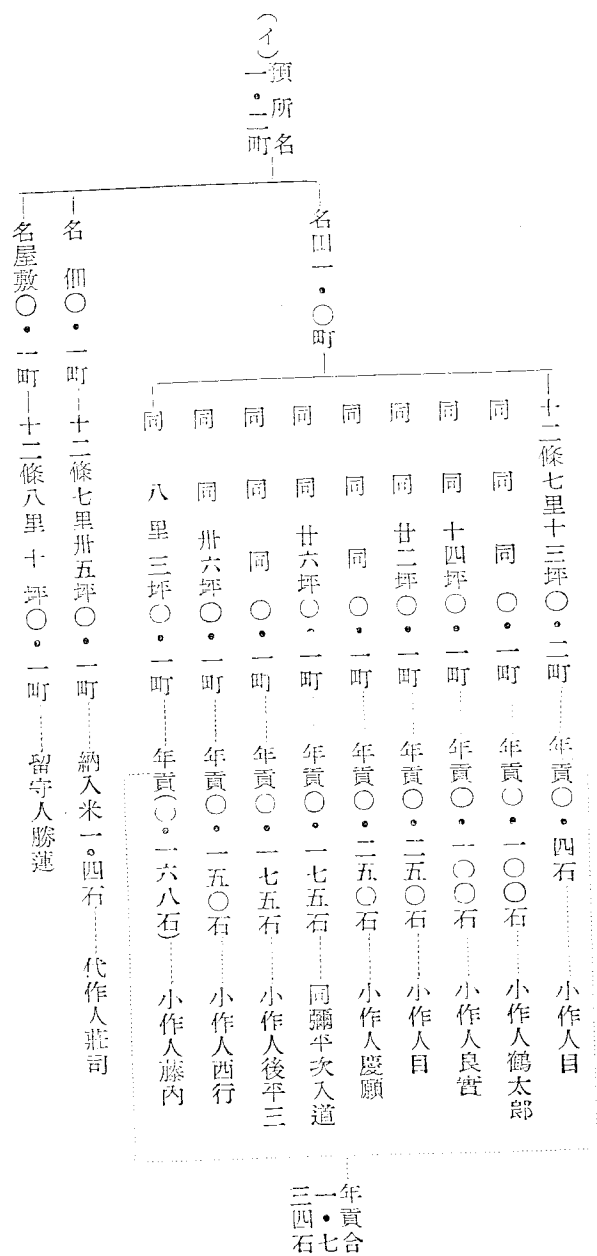 (イ)預所名
一・二町
名田一・〇町
十二條七里十三坪〇・二町 年貢〇・四石 小作人目
同 同 同 〇・一町 年貢〇・一〇〇石 小作人鶴太郎
同 同 十四坪〇・一町 年貢〇・一〇〇石 小作人良實
同 同 廿二坪〇・一町 年貢〇・二五〇石 小作人目
同 同 同 〇・一町 年貢〇・二五〇石 小作人慶願
同 同 廿六坪〇・一町 年貢〇・一七五石 同彌平次入道
同 同 同 〇・一町 年貢〇・一七五石 小作人後平三
同 同 卅六坪〇・一町 年貢〇・一五〇石 小作人西行
同 八里 三坪〇・一町 年貢(〇・一六八石) 小作人藤内
年貢合
一・七
三四石
名 佃〇・一町 十二條七里卅五坪〇・一町 納入米一・四石 代作人莊司
名屋敷〇・一町 十二條八里 十 坪〇・一町 留守人勝蓮